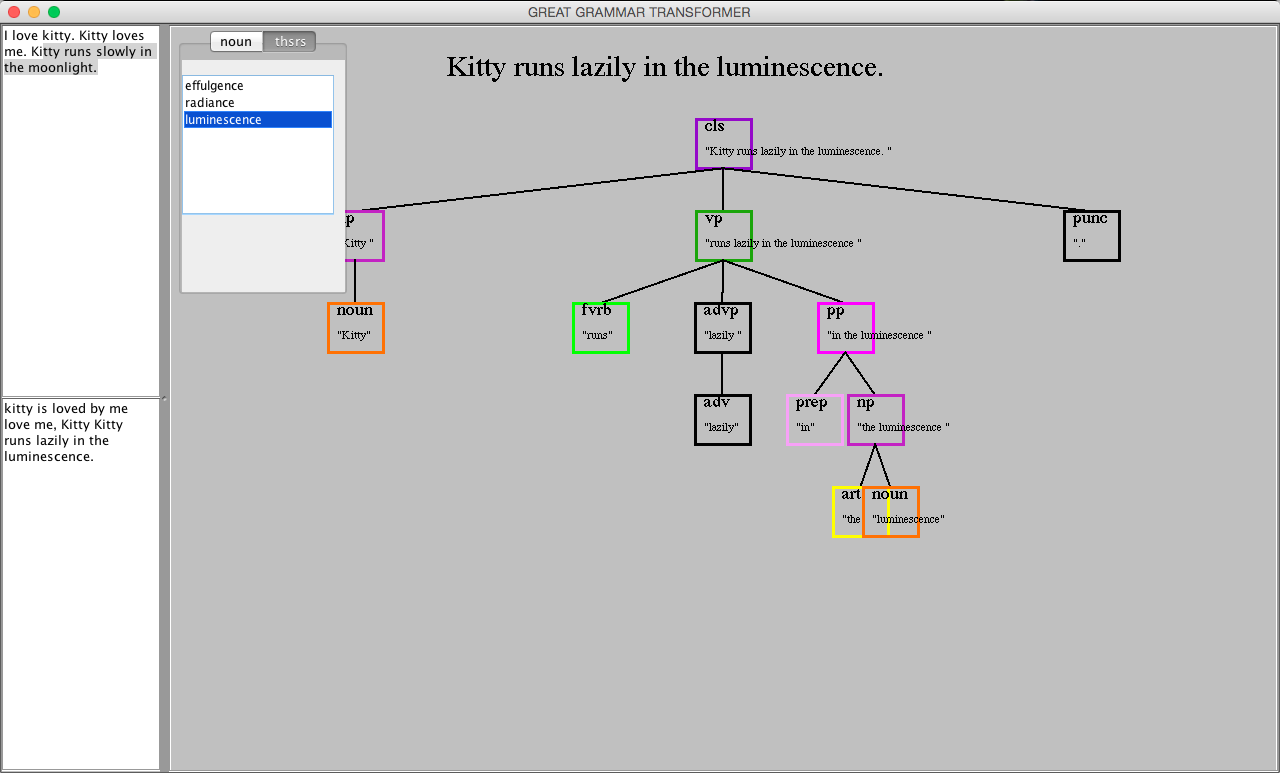 GREAT GRAMMAR TRANSFORMER
I love kitty. Kitty loves
me. Kitty runs slowly in
the moonlight.
noun thsrs
effulgence
radiance
luminescence
kitty is loved by me
love me, Kitty Kitty
runs lazily in the
luminescence.
Kitty runs lazily in the luminescence.
cls
"Kitty runs lazily in the luminescence. "
p vp punc
Kitty " "runs lazily in the luminescence " "."
noun fvrb advp pp
"Kitty" "runs" "lazily " "in the luminescence "
adv prep np
"lazily" "in" "the luminescence "
art noun
"the "luminescence"